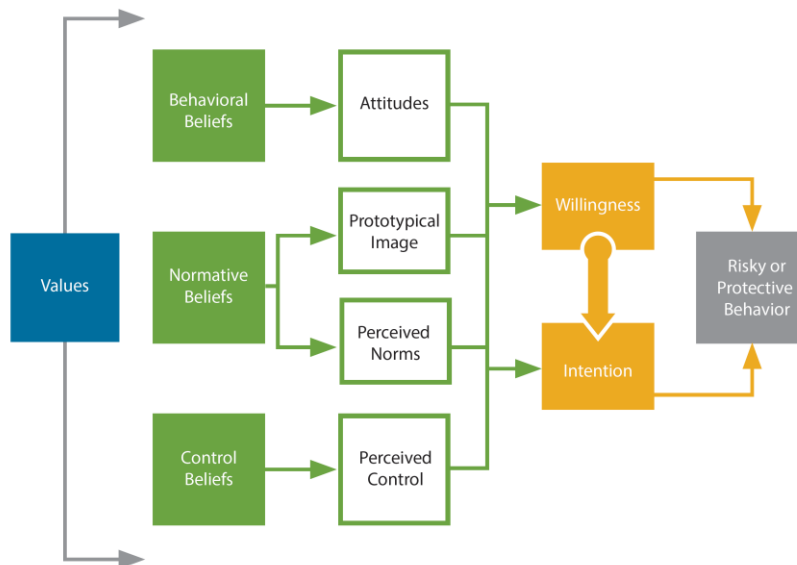 Behavioral
Beliefs
Attitudes
Prototypical
Image
Willingness
Values
Normative
Beliefs
Risky or
Protective
Behavior
Perceived
Norms
Intention
Control
Beliefs
Perceived
Control